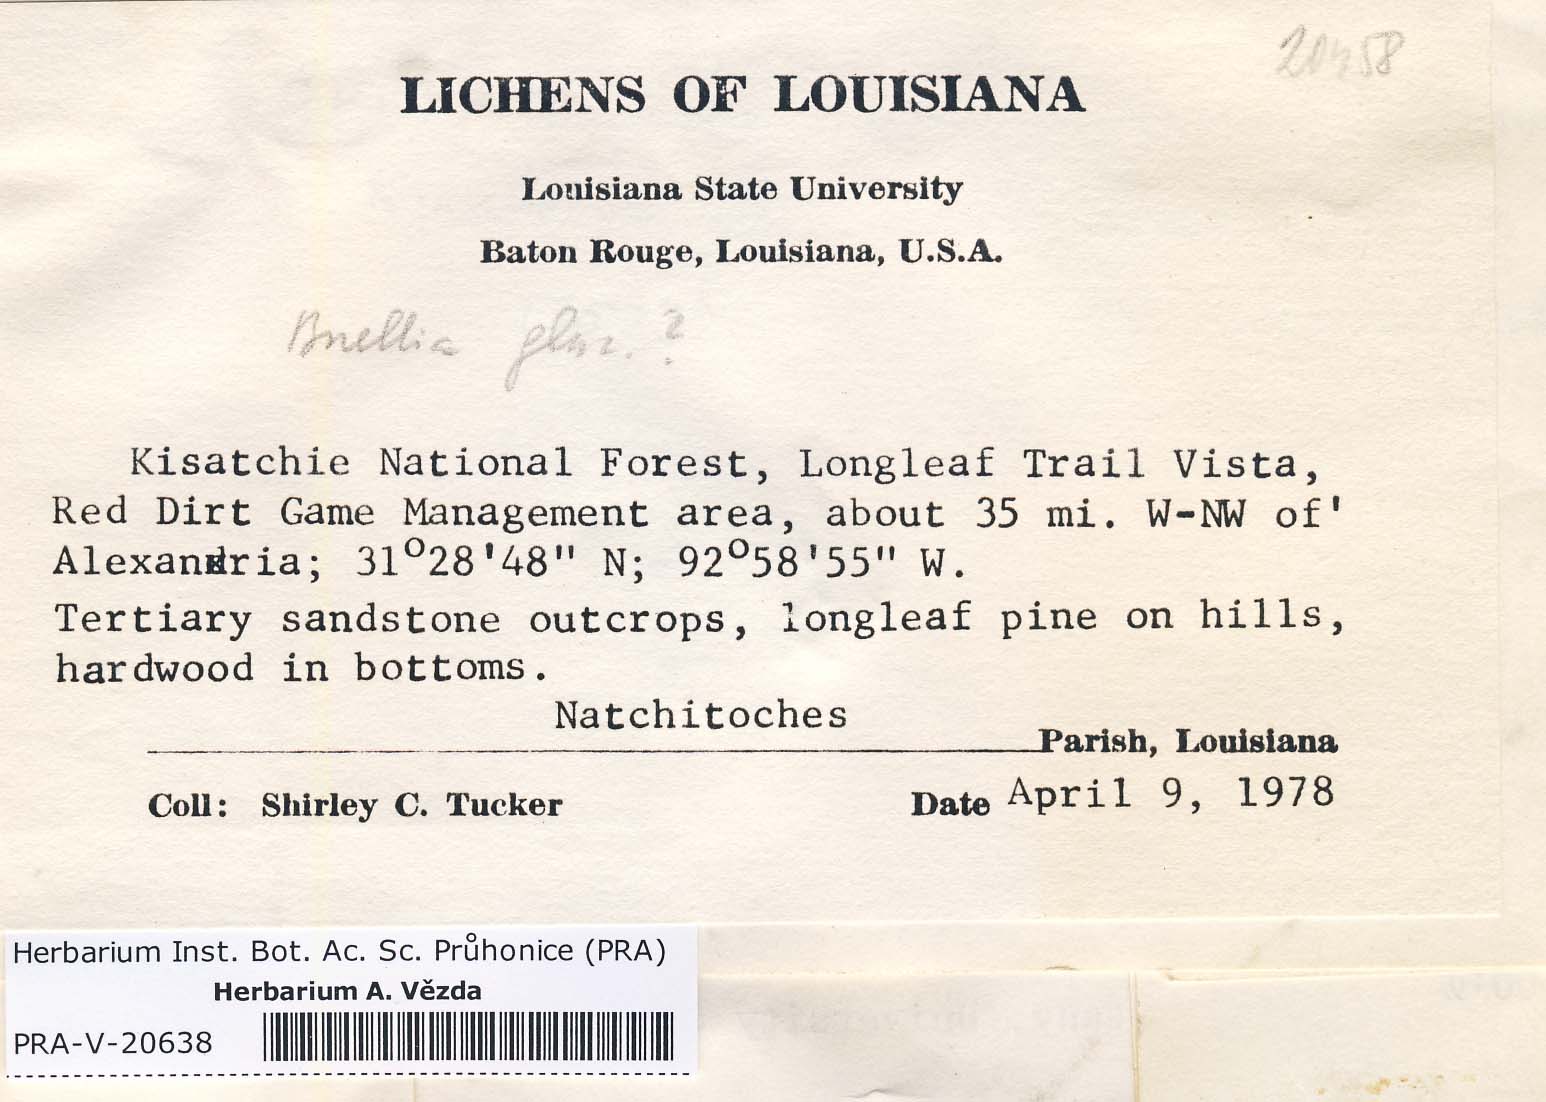 LICHENS OF LOUISIANA
Louisiana State University
Baton Rouge, Louisiana, U.S.A.
Buellia ?
Kisatchie National Forest, Longleaf Trail Vista,
Red Dirt Game Management area, about 35 mi. W-NW of'
Alexandria; 31°28'48" N; 92°58'55" W.
Tertiary sandstone outcrops, longleaf pine on hills,
hardwood in bottoms.
Natchitoches
Parish, Louisiana
Coll: Shirley C. Tucker Date April 9, 1978
Herbarium Inst. Bot. Ac. Sc. Průhonice (PRA)
Herbarium A. Vězda
PRA-V-20638